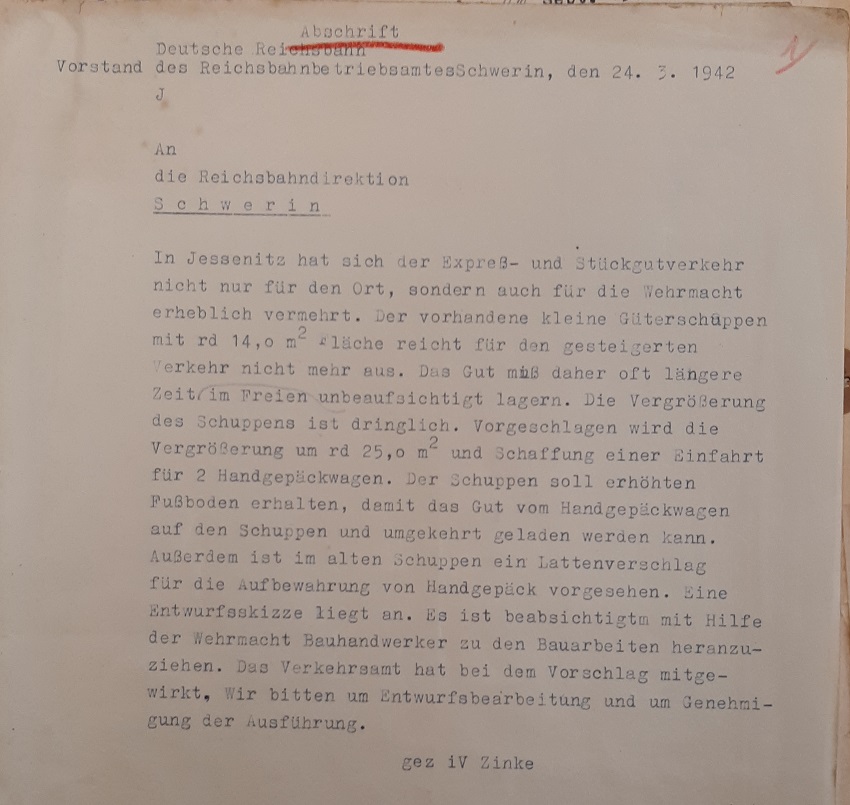 Abschrift
Deutsche Reichsbahn
Vorstand des ReichsbahnbetriebsamtesSchwerin, den 24. 3. 1942
J
An
die Reichsbahndirektion
S c h w e r i n
In Jessenitz hat sich der Expreß- und Stückgutverkehr
nicht nur für den Ort, sondern auch für die Wehrmacht
erheblich vermehrt. Der vorhandene kleine Güterschuppen
mit rd 14,o m² Fläche reicht für den gesteigerten
Verkehr nicht mehr aus. Das Gut muß daher oft längere
Zeit im Freien unbeaufsichtigt lagern. Die Vergrößerung
des Schuppens ist dringlich. Vorgeschlagen wird die
Vergrößerung um rd 25,o m² und Schaffung einer Einfahrt
für 2 Handgepäckwagen. Der Schuppen soll erhöhten
Fußboden erhalten, damit das Gut vom Handgepäckwagen
auf den Schuppen und umgekehrt geladen werden kann.
Außerdem ist im alten Schuppen ein Lattenverschlag
für die Aufbewahrung von Handgepäck vorgesehen. Eine
Entwurfsskizze liegt an. Es ist beabsichtigtm mit Hilfe
der Wehrmacht Bauhandwerker zu den Bauarbeiten heranzu-
ziehen. Das Verkehrsamt hat bei dem Vorschlag mitge-
wirkt. Wir bitten um Entwurfsbearbeitung und um Genehmi-
gung der Ausführung.
gez iV Zinke